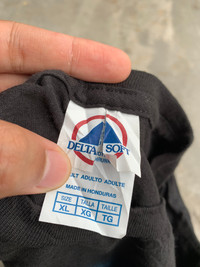 DELTA SOFT
ADULT ADULTO ADULTE
MADE IN HONDURAS
SIZE TALLA TAILLE
XL XG TG